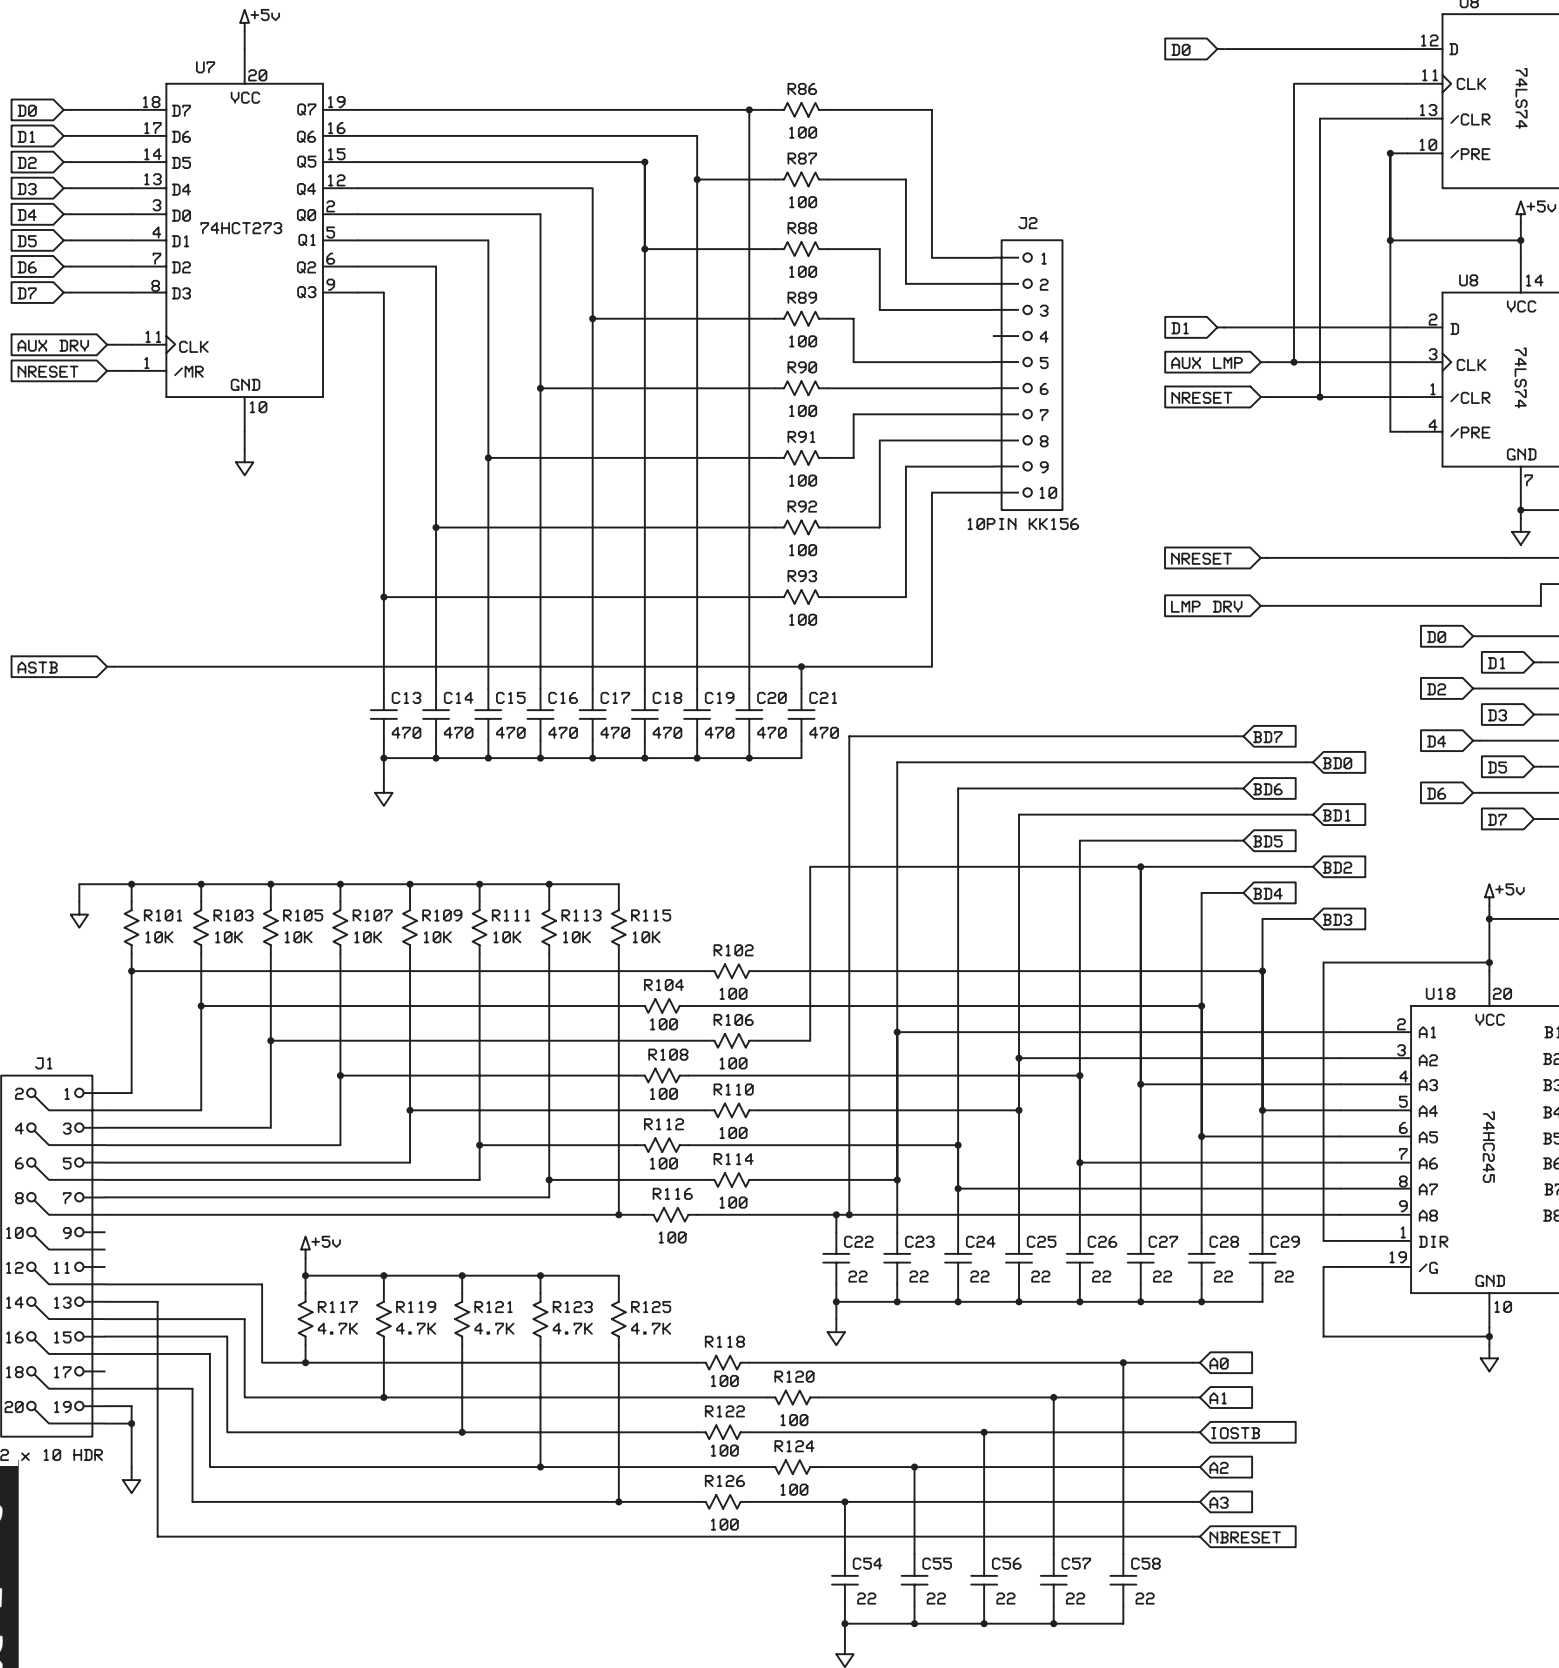 +5v
U7
20
VCC
D0 18 D7 Q7 19
D1 17 D6 Q6 16
D2 14 D5 Q5 15
D3 13 D4 Q4 12
D4 3 D0 Q0 2
74HCT273
D5 4 D1 Q1 5
D6 7 D2 Q2 6
D7 8 D3 Q3 9
AUX DRV 11 CLK
NRESET 1 /MR
GND
10
R86
100
R87
100
R88
100
R89
100
R90
100
R91
100
R92
100
R93
100
J2
1
2
3
4
5
6
7
8
9
10
10PIN KK156
ASTB
C13 C14 C15 C16 C17 C18 C19 C20 C21
470 470 470 470 470 470 470 470 470
U8
D0 12 D
11 CLK
13 /CLR
10 /PRE
74LS74
+5v
U8 14
VCC
D1 2 D
AUX LMP 3 CLK
NRESET 1 /CLR
4 /PRE
74LS74
GND
7
NRESET
LMP DRV
D0
D1
D2
D3
D4
D5
D6
D7
BD7
BD0
BD6
BD1
BD5
BD2
BD4
BD3
R101 R103 R105 R107 R109 R111 R113 R115
10K 10K 10K 10K 10K 10K 10K 10K
R102
100
R104
100
R106
100
R108
100
R110
100
R112
100
R114
100
R116
100
J1
2 1
4 3
6 5
8 7
10 9
12 11
14 13
16 15
18 17
20 19
2 x 10 HDR
+5v
U18 20
VCC
2 A1 B1
3 A2 B2
4 A3 B3
5 A4 B4
6 A5 B5
7 A6 B6
8 A7 B7
9 A8 B8
1 DIR
19 /G
74HC245
GND
10
C22 C23 C24 C25 C26 C27 C28 C29
22 22 22 22 22 22 22 22
+5v
R117 R119 R121 R123 R125
4.7K 4.7K 4.7K 4.7K 4.7K
R118
100
R120
100
R122
100
R124
100
R126
100
A0
A1
IOSTB
A2
A3
NBRESET
C54 C55 C56 C57 C58
22 22 22 22 22